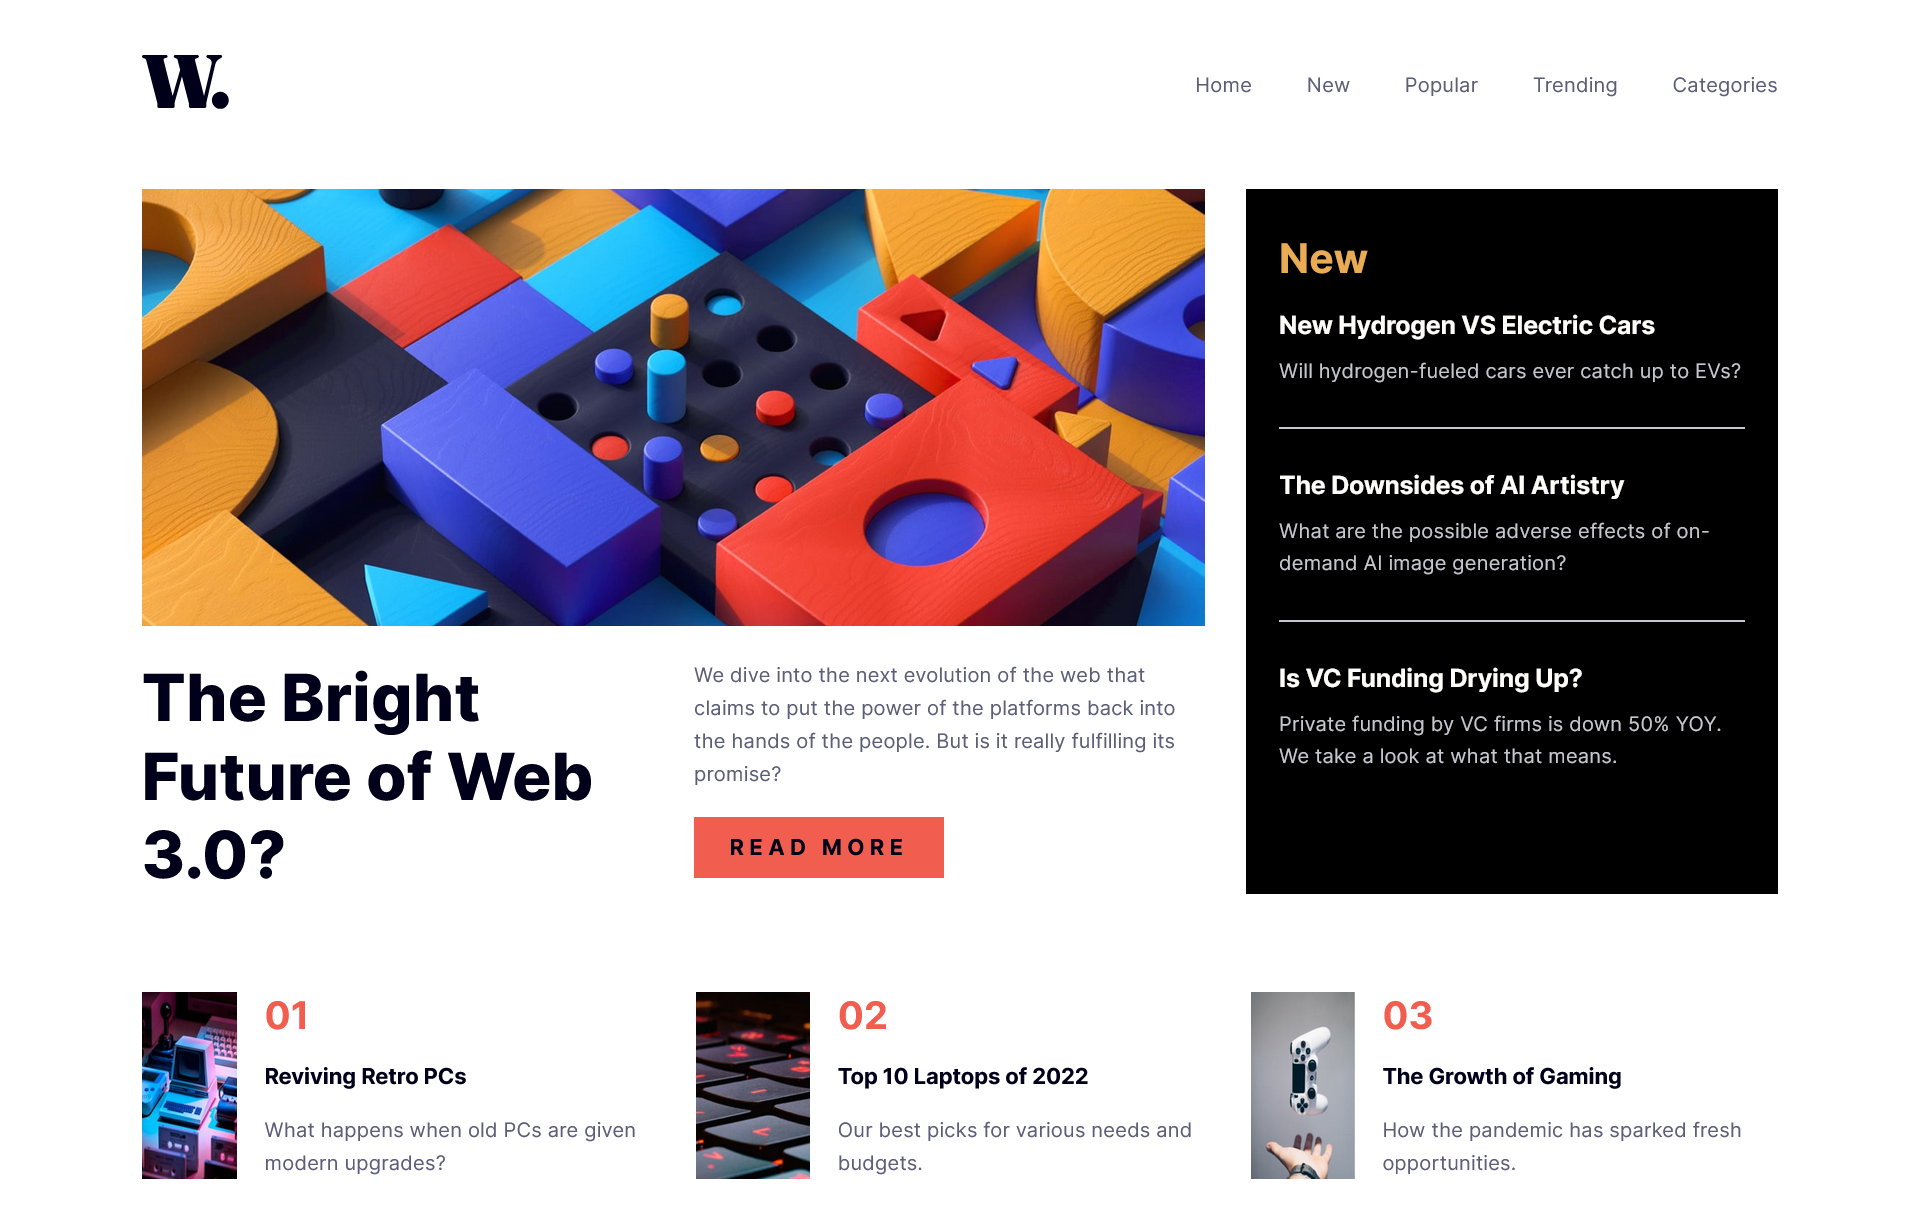 W.
Home New Popular Trending Categories
The Bright
Future of Web
3.0?
We dive into the next evolution of the web that
claims to put the power of the platforms back into
the hands of the people. But is it really fulfilling its
promise?
READ MORE
New
New Hydrogen VS Electric Cars
Will hydrogen-fueled cars ever catch up to EVs?
The Downsides of AI Artistry
What are the possible adverse effects of on-
demand AI image generation?
Is VC Funding Drying Up?
Private funding by VC firms is down 50% YOY.
We take a look at what that means.
01
Reviving Retro PCs
What happens when old PCs are given
modern upgrades?
02
Top 10 Laptops of 2022
Our best picks for various needs and
budgets.
03
The Growth of Gaming
How the pandemic has sparked fresh
opportunities.